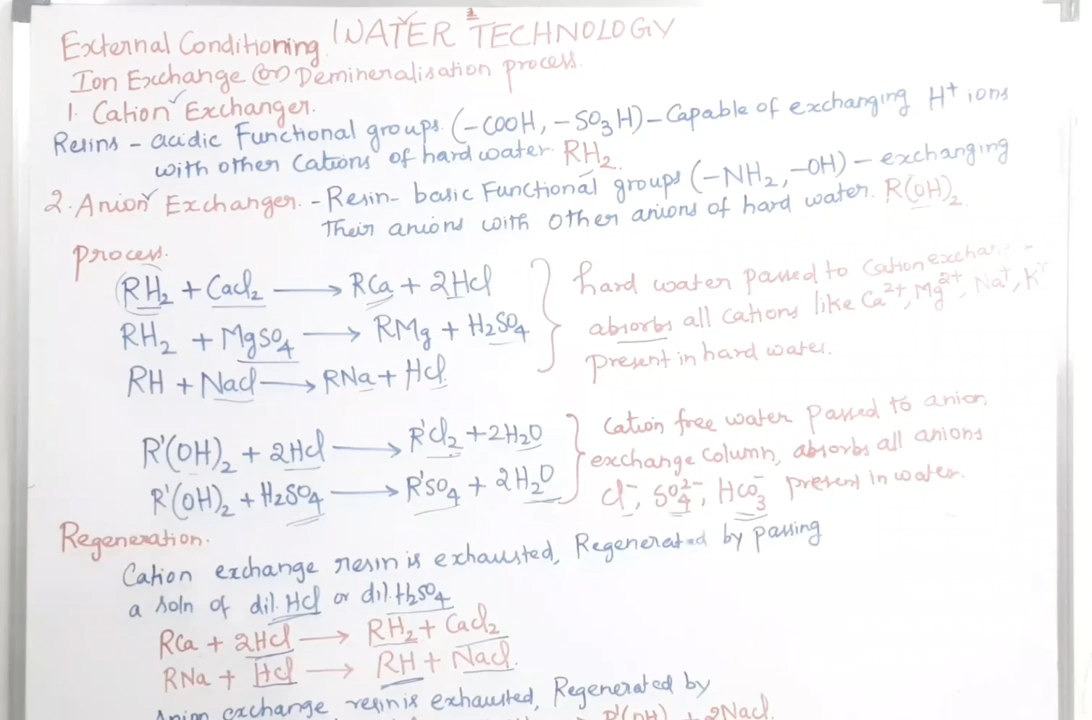 WATER TECHNOLOGY
External Conditioning
Ion Exchange (or) Demineralisation process.
1. Cation Exchanger.
Resins - acidic Functional groups. (-COOH, -SO₃H) - Capable of exchanging H⁺ ions
with other Cations of hard water. RH₂.
2. Anion Exchanger. - Resin - basic Functional groups (-NH₂, -OH) - exchanging
Their anions with other anions of hard water. R(OH)₂.
process.
RH₂ + CaCl₂ → RCa + 2HCl
RH₂ + MgSO₄ → RMg + H₂SO₄
RH + NaCl → RNa + HCl
hard water passed to Cation exchan
absorbs all cations like Ca²⁺, Mg²⁺, Na⁺, K⁺
present in hard water.
R'(OH)₂ + 2HCl → R'Cl₂ + 2H₂O
R'(OH)₂ + H₂SO₄ → R'SO₄ + 2H₂O
Cation free water passed to anion
exchange column, absorbs all anions
Cl⁻, SO₄²⁻, HCO₃⁻ present in water.
Regeneration.
Cation exchange resin is exhausted, Regenerated by passing
a soln of dil. HCl or dil. H₂SO₄
RCa + 2HCl → RH₂ + CaCl₂
RNa + HCl → RH + NaCl.
Anion exchange resin is exhausted, Regenerated by
R'(OH) + 2NaCl.